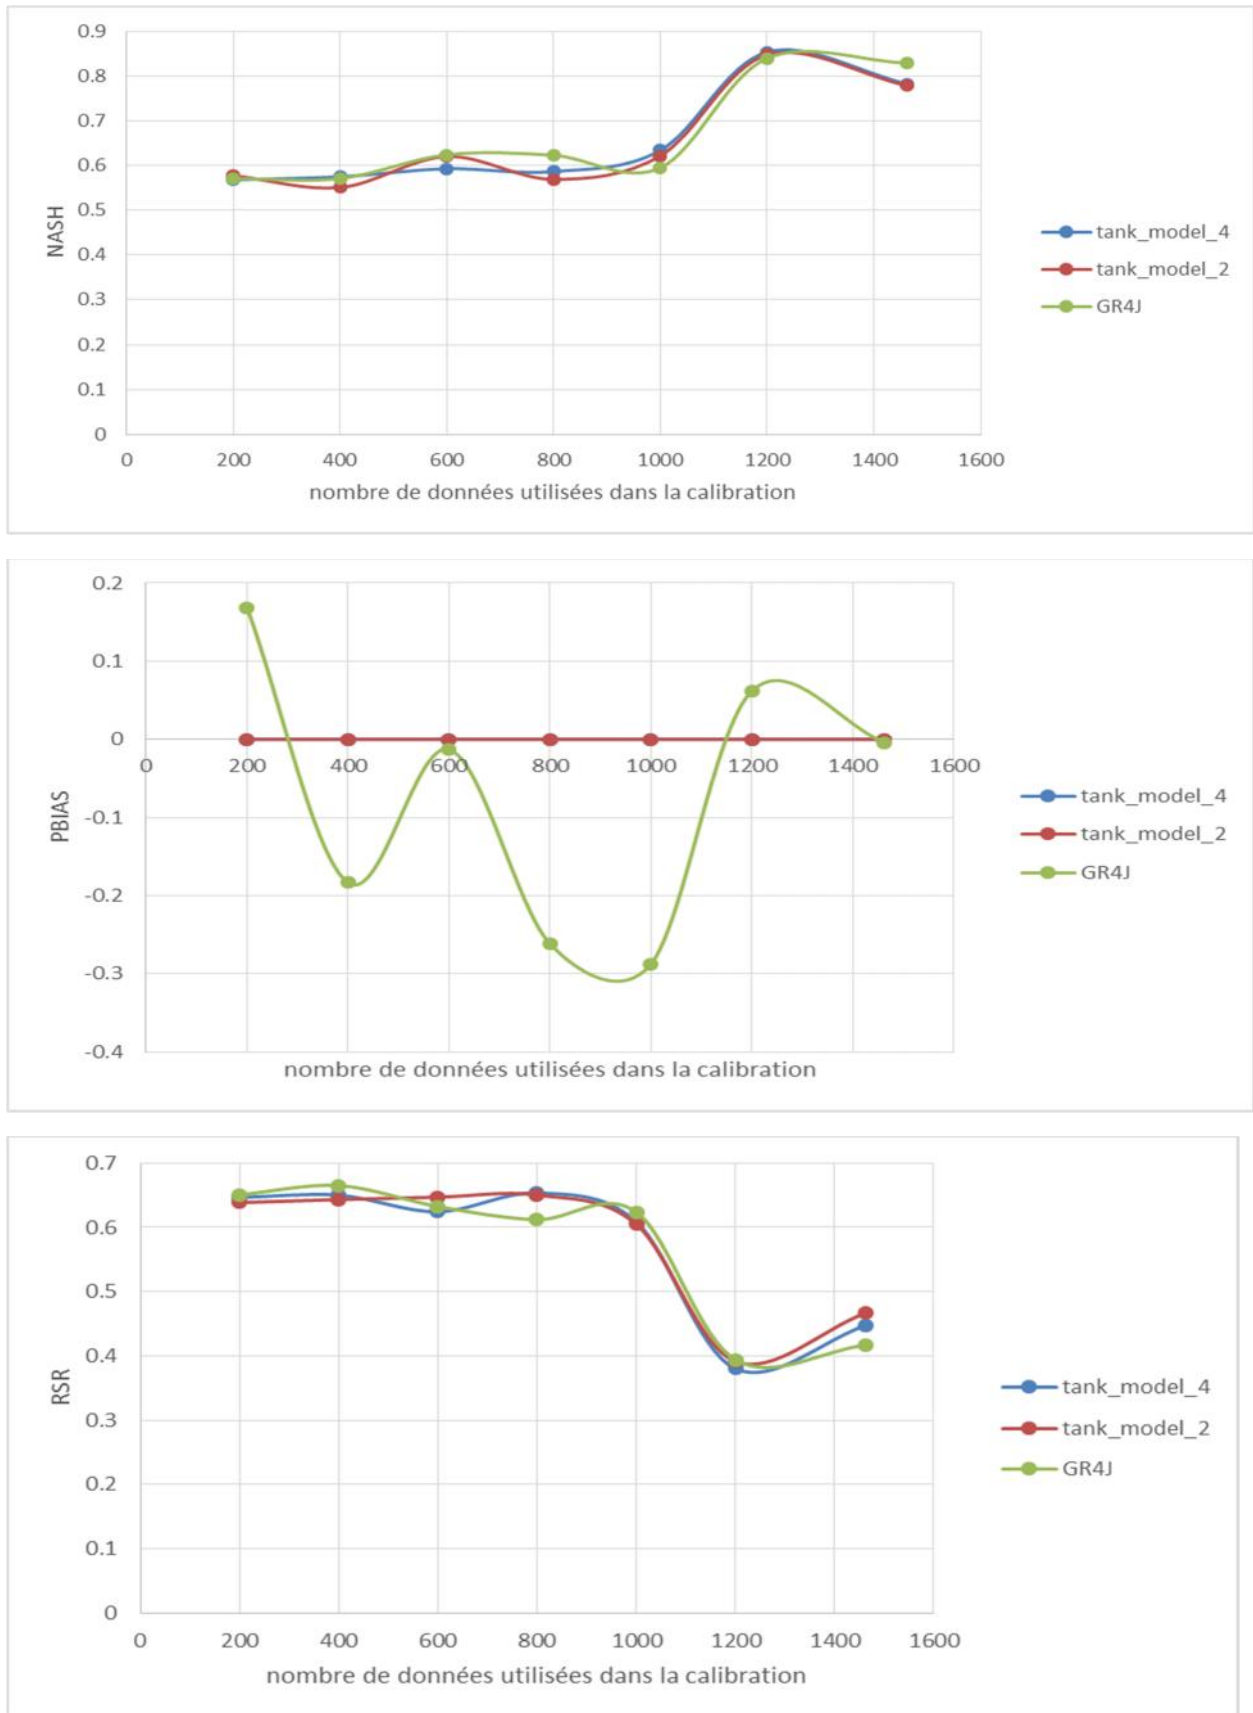 0.9
0.8
0.7
0.6
0.5
0.4
0.3
0.2
0.1
0
NASH
0 200 400 600 800 1000 1200 1400 1600
nombre de données utilisées dans la calibration
tank_model_4
tank_model_2
GR4J
0.2
0.1
0
-0.1
-0.2
-0.3
-0.4
PBIAS
0 200 400 600 800 1000 1200 1400 1600
nombre de données utilisées dans la calibration
tank_model_4
tank_model_2
GR4J
0.7
0.6
0.5
0.4
0.3
0.2
0.1
0
RSR
0 200 400 600 800 1000 1200 1400 1600
nombre de données utilisées dans la calibration
tank_model_4
tank_model_2
GR4J